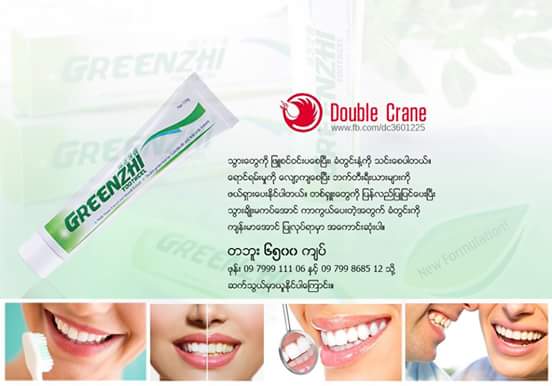 GREENZHI
GREENZHI
TOOTHGEL
Double Crane
www.fb.com/dc3601225
သွားတွေကို ဖြူစင်ဝင်းပစေပြီး၊ ခံတွင်းနံ့ကို သင်းစေပါတယ်။
ရောင်ရမ်းမှုကို လျော့ကျစေပြီး ဘက်တီးရီးယားများကို
ဖယ်ရှားပေးနိုင်ပါတယ်။ တစ်ရှူးတွေကို ပြန်လည်ပြုပြင်ပေးပြီး
သွားချိုးမကပ်အောင် ကာကွယ်ပေးတဲ့အတွက် ခံတွင်းကို
ကျန်းမာအောင် ပြုလုပ်ရာမှာ အကောင်းဆုံးပါ။
တဘူး ၆၅၀၀ ကျပ်
ဖုန်း 09 7999 111 06 နှင့် 09 799 8685 12 သို့
ဆက်သွယ်မှာယူနိုင်ပါကြောင်း။
New Formulation!